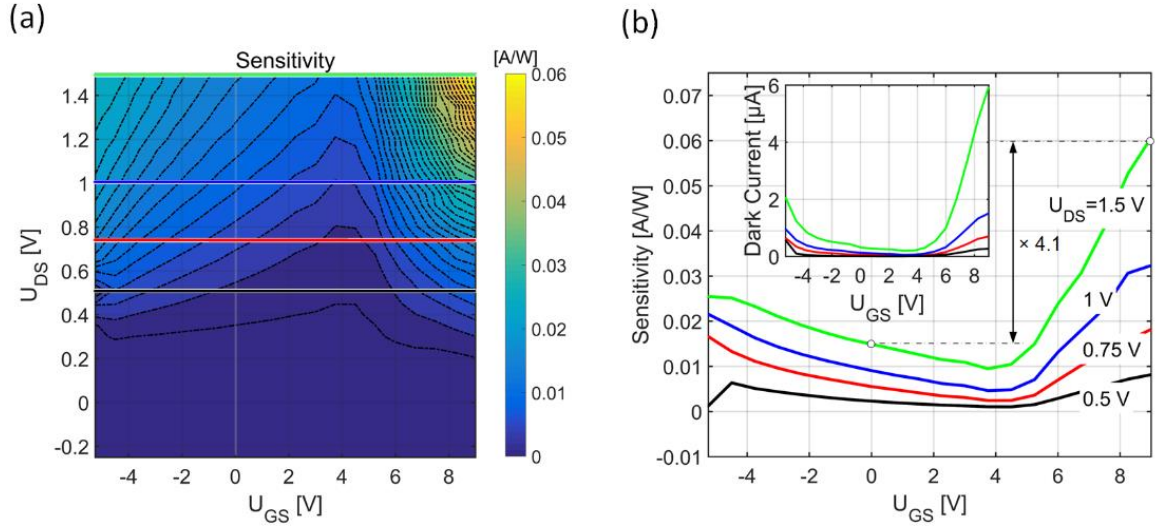 (a)
Sensitivity
[A/W]
U_DS [V]
1.4
1.2
1
0.8
0.6
0.4
0.2
0
-0.2
-4 -2 0 2 4 6 8
U_GS [V]
0.06
0.05
0.04
0.03
0.02
0.01
0
(b)
Sensitivity [A/W]
0.07
0.06
0.05
0.04
0.03
0.02
0.01
0
-0.01
-4 -2 0 2 4 6 8
U_GS [V]
Dark Current [µA]
6
4
2
0
-4 -2 0 2 4 6 8
U_GS [V]
U_DS=1.5 V
× 4.1
1 V
0.75 V
0.5 V